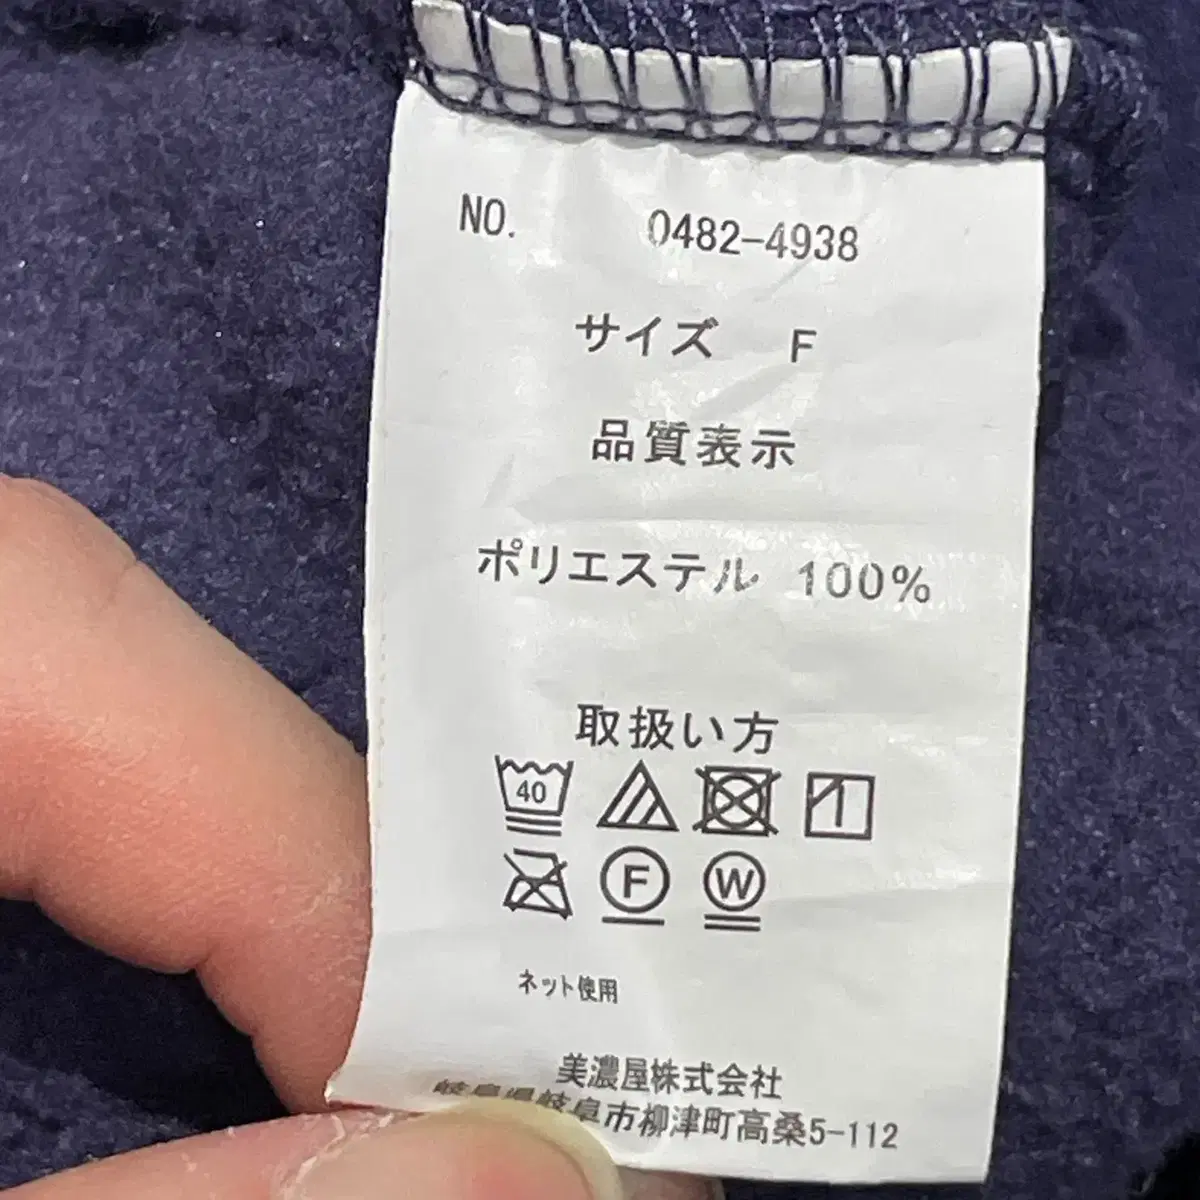 NO. 0482-4938
サイズ F
品質表示
ポリエステル 100%
取扱い方
40
F W
ネット使用
美濃屋株式会社
岐阜県岐阜市柳津町高桑5-112